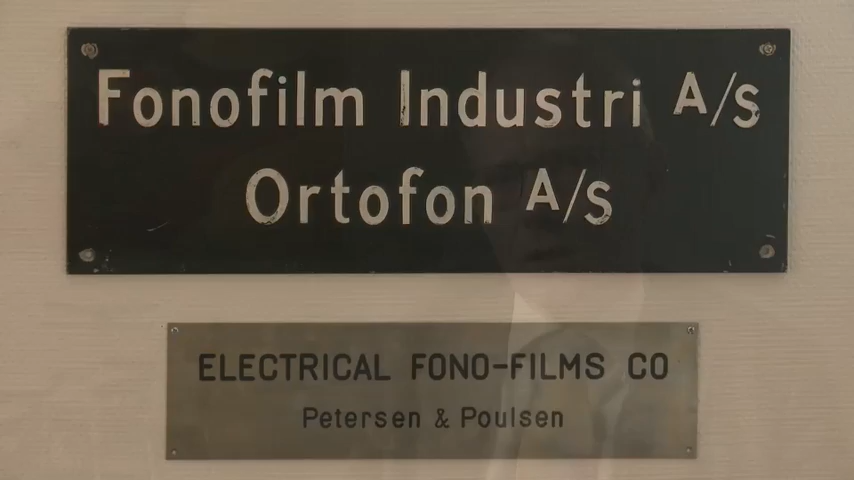 Fonofilm Industri A/S
Ortofon A/S
ELECTRICAL FONO-FILMS CO
Petersen & Poulsen